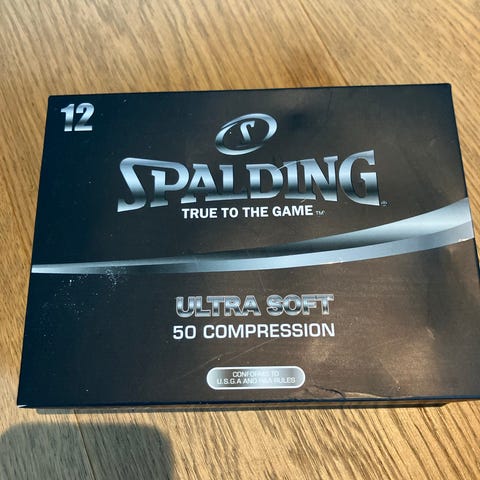 12
S
SPALDING®
TRUE TO THE GAME™
ULTRA SOFT
50 COMPRESSION
CONFORMS TO
U.S.G.A AND R&A RULES